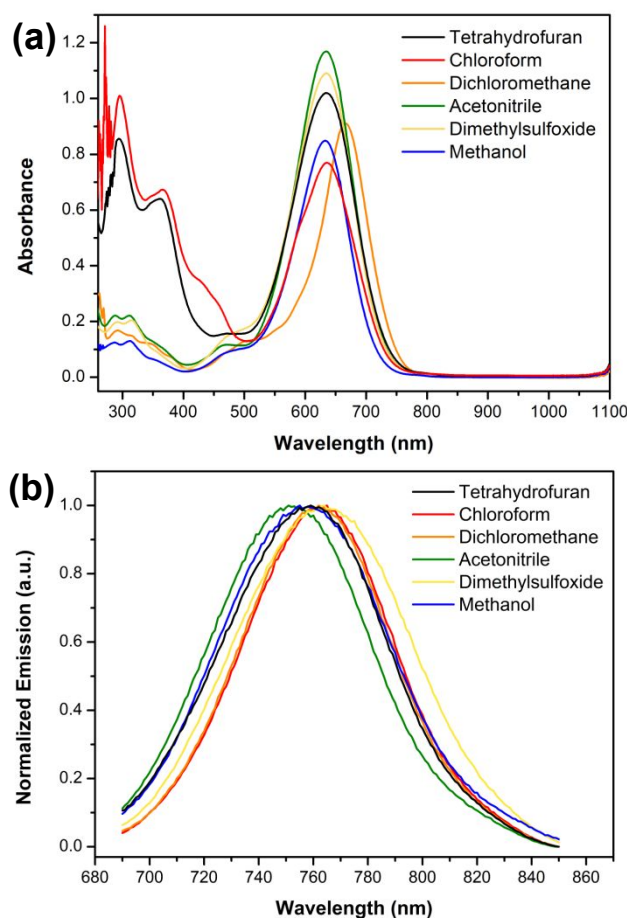 (a)
Tetrahydrofuran
Chloroform
Dichloromethane
Acetonitrile
Dimethylsulfoxide
Methanol
1.2
1.0
0.8
0.6
0.4
0.2
0.0
Absorbance
300 400 500 600 700 800 900 1000 1100
Wavelength (nm)
(b)
Tetrahydrofuran
Chloroform
Dichloromethane
Acetonitrile
Dimethylsulfoxide
Methanol
1.0
0.8
0.6
0.4
0.2
0.0
Normalized Emission (a.u.)
680 700 720 740 760 780 800 820 840 860
Wavelength (nm)